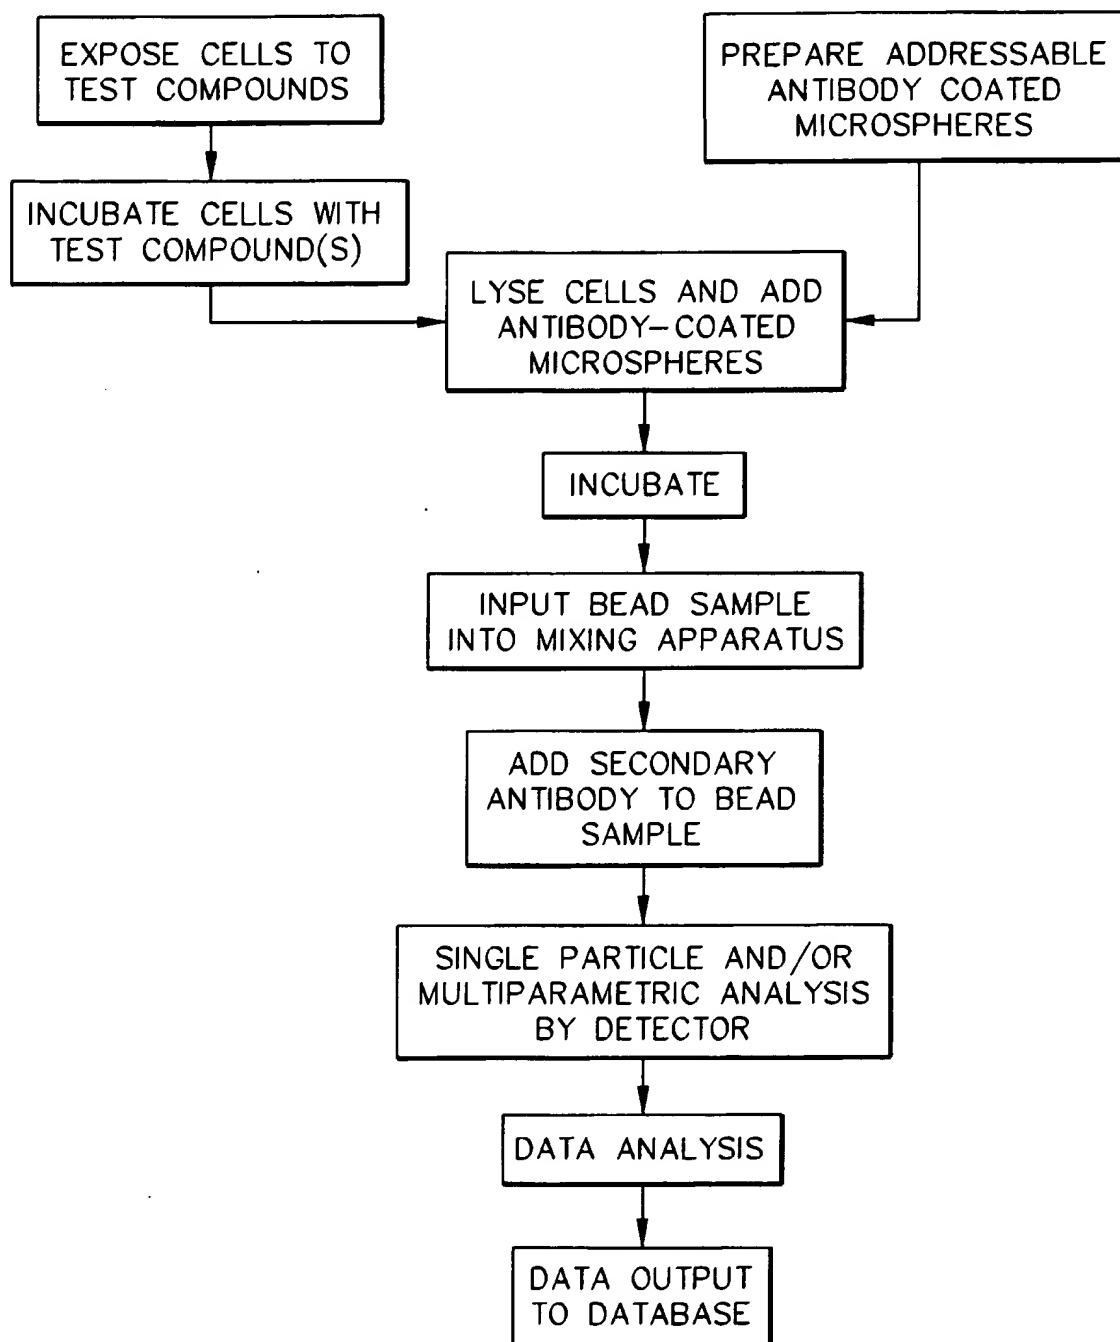 EXPOSE CELLS TO
TEST COMPOUNDS
PREPARE ADDRESSABLE
ANTIBODY COATED
MICROSPHERES
INCUBATE CELLS WITH
TEST COMPOUND(S)
LYSE CELLS AND ADD
ANTIBODY-COATED
MICROSPHERES
INCUBATE
INPUT BEAD SAMPLE
INTO MIXING APPARATUS
ADD SECONDARY
ANTIBODY TO BEAD
SAMPLE
SINGLE PARTICLE AND/OR
MULTIPARAMETRIC ANALYSIS
BY DETECTOR
DATA ANALYSIS
DATA OUTPUT
TO DATABASE